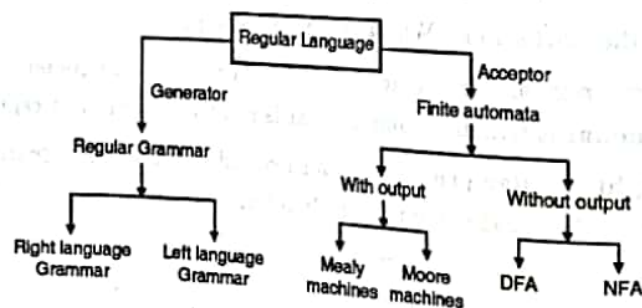 Regular Language
Generator
Acceptor
Regular Grammar
Finite automata
Right language
Grammar
Left language
Grammar
With output
Without output
Mealy
machines
Moore
machines
DFA
NFA